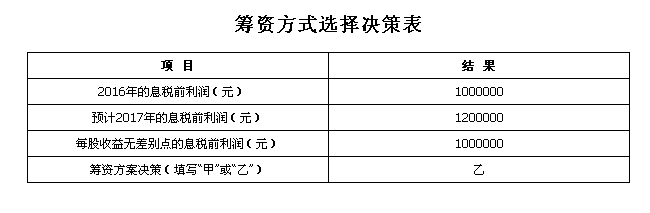 筹资方式选择决策表
项 目 结 果
2016年的息税前利润(元) 1000000
预计2017年的息税前利润(元) 1200000
每股收益无差别点的息税前利润(元) 1000000
筹资方案决策(填写“甲”或“乙”) 乙